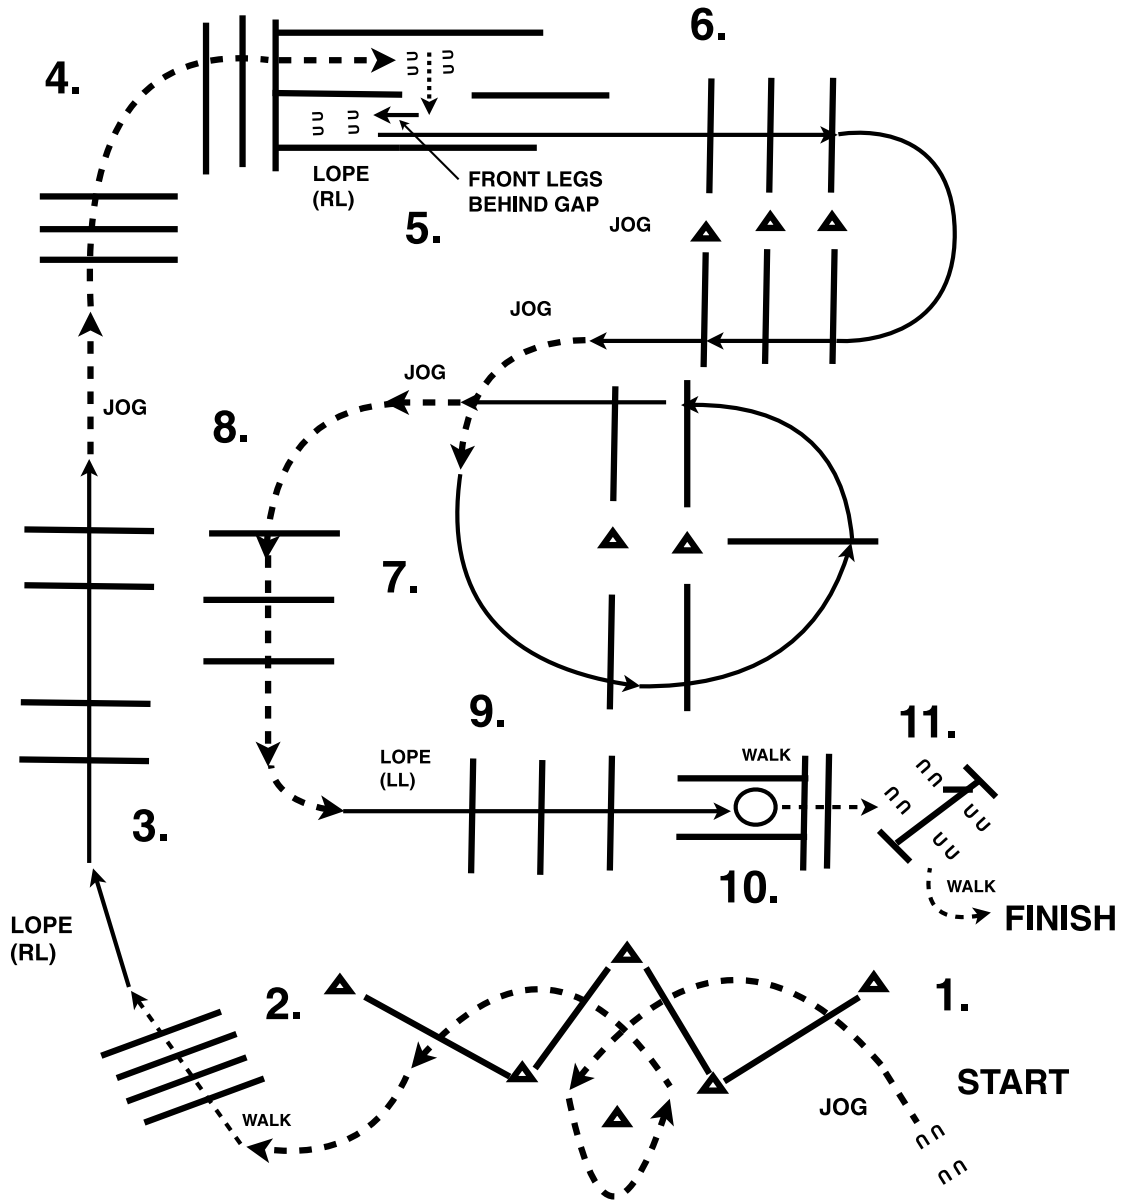 6.
4.
LOPE
(RL)
FRONT LEGS
BEHIND GAP
5.
JOG
JOG
JOG
JOG
8.
7.
9.
LOPE
(LL)
WALK
11.
3.
10.
WALK
FINISH
LOPE
(RL)
2.
1.
START
JOG
WALK